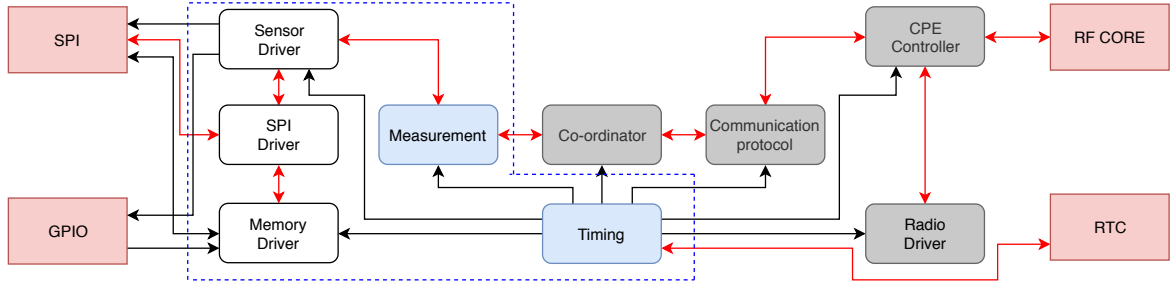 SPI
Sensor
Driver
CPE
Controller
RF CORE
SPI
Driver
Measurement
Co-ordinator
Communication
protocol
GPIO
Memory
Driver
Timing
Radio
Driver
RTC